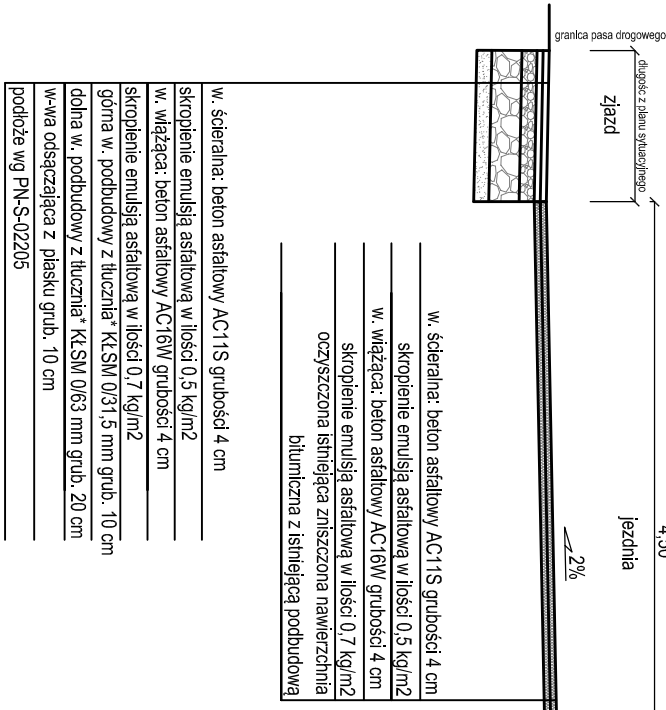 granica pasa drogowego
długośc z planu sytuacyjnego
zjazd
4,50
jezdnia
2%
w. ścieralna: beton asfaltowy AC11S grubości 4 cm
skropienie emulsją asfaltową w ilości 0,5 kg/m2
w. wiążąca: beton asfaltowy AC16W grubości 4 cm
skropienie emulsją asfaltową w ilości 0,7 kg/m2
oczyszczona istniejąca zniszczona nawierzchnia
bitumiczna z istniejącą podbudową
w. ścieralna: beton asfaltowy AC11S grubości 4 cm
skropienie emulsją asfaltową w ilości 0,5 kg/m2
w. wiążąca: beton asfaltowy AC16W grubości 4 cm
skropienie emulsją asfaltową w ilości 0,7 kg/m2
górna w. podbudowy z tłucznia* KŁSM 0/31,5 mm grub. 10 cm
dolna w. podbudowy z tłucznia* KŁSM 0/63 mm grub. 20 cm
w-wa odsączająca z piasku grub. 10 cm
podłoże wg PN-S-02205